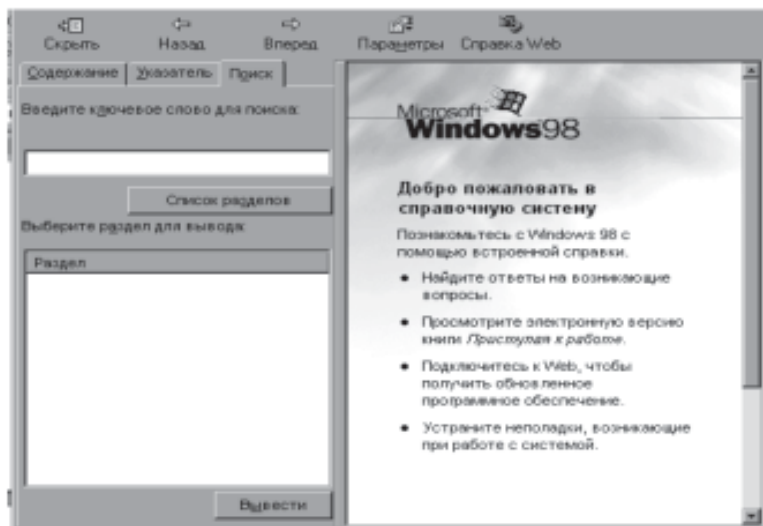 Скрыть Назад Вперед Параметры Справка Web
Содержание Указатель Поиск
Введите ключевое слово для поиска:
Список разделов
Выберите раздел для вывода:
Раздел
Вывести
Microsoft
Windows 98
Добро пожаловать в
справочную систему
Познакомьтесь с Windows 98 с
помощью встроенной справки.
• Найдите ответы на возникающие
вопросы.
• Просмотрите электронную версию
книги Приступая к работе.
• Подключитесь к Web, чтобы
получить обновленное
программное обеспечение.
• Устраните неполадки, возникающие
при работе с системой.